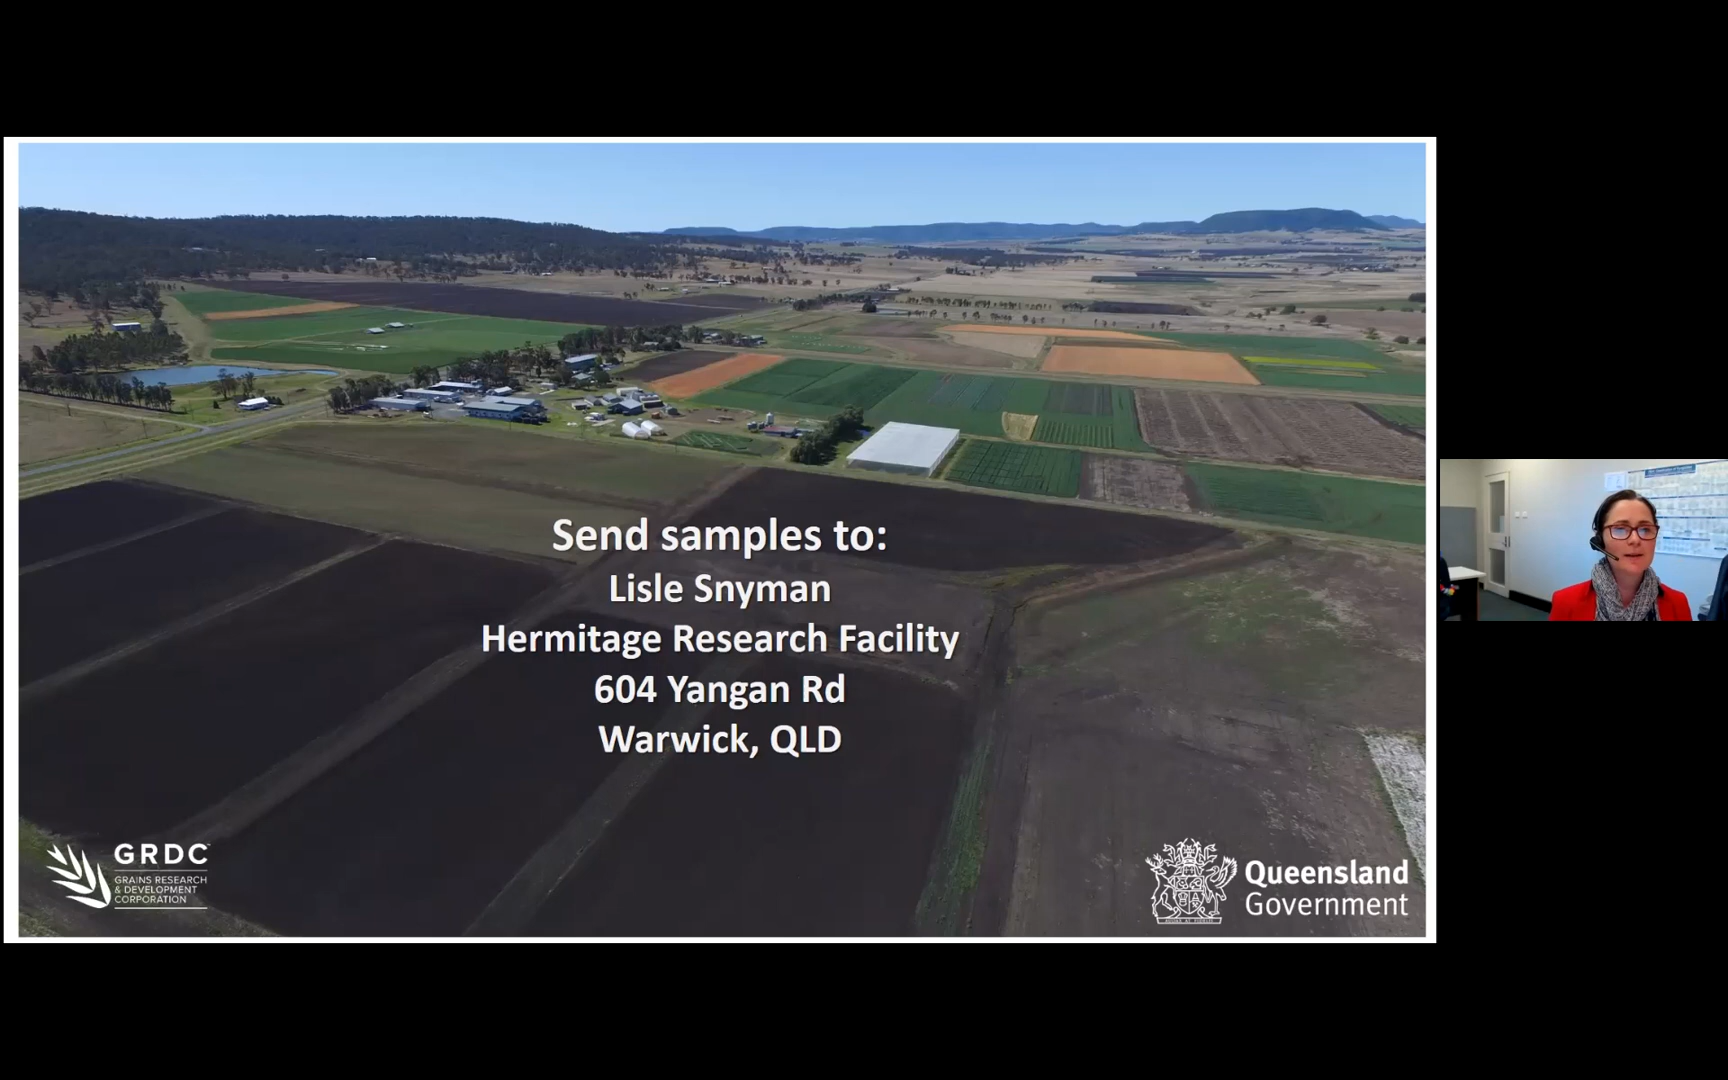 Send samples to:
Lisle Snyman
Hermitage Research Facility
604 Yangan Rd
Warwick, QLD
GRDC
GRAINS RESEARCH
& DEVELOPMENT
CORPORATION
Queensland
Government